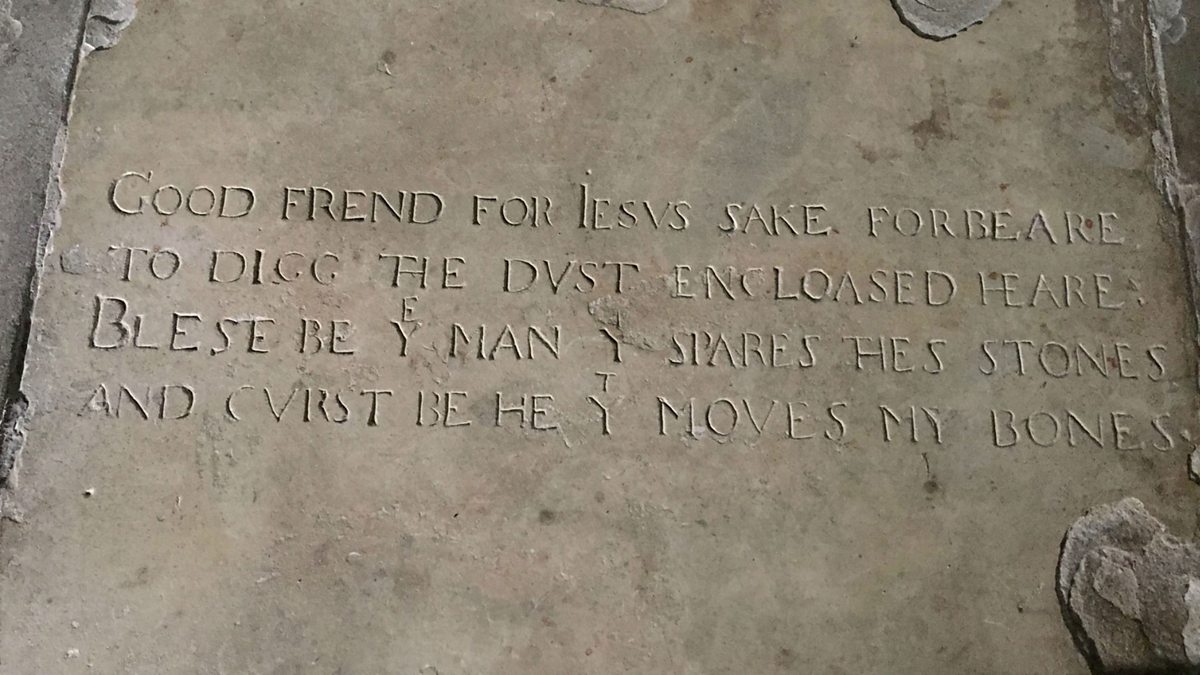 GOOD FREND FOR IESVS SAKE FORBEARE,
TO DIGG THE DVST ENCLOASED HEARE:
BLESE BE Yᴱ MAN Yᵀ SPARES THES STONES
AND CVRST BE HE Yᵀ MOVES MY BONES.